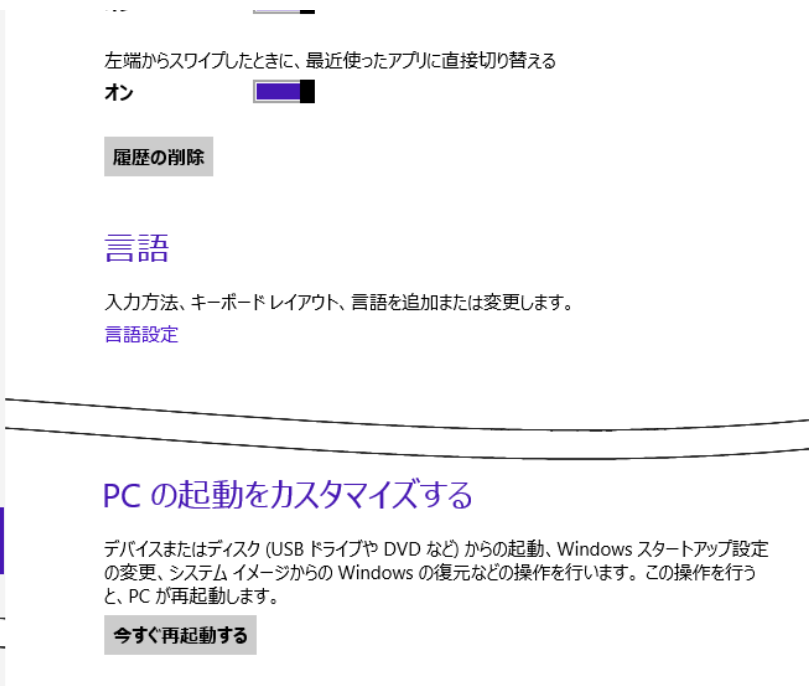 左端からスワイプしたときに、最近使ったアプリに直接切り替える
オン
履歴の削除
言語
入力方法、キーボード レイアウト、言語を追加または変更します。
言語設定
PC の起動をカスタマイズする
デバイスまたはディスク (USB ドライブや DVD など) からの起動、Windows スタートアップ設定
の変更、システム イメージからの Windows の復元などの操作を行います。この操作を行う
と、PC が再起動します。
今すぐ再起動する